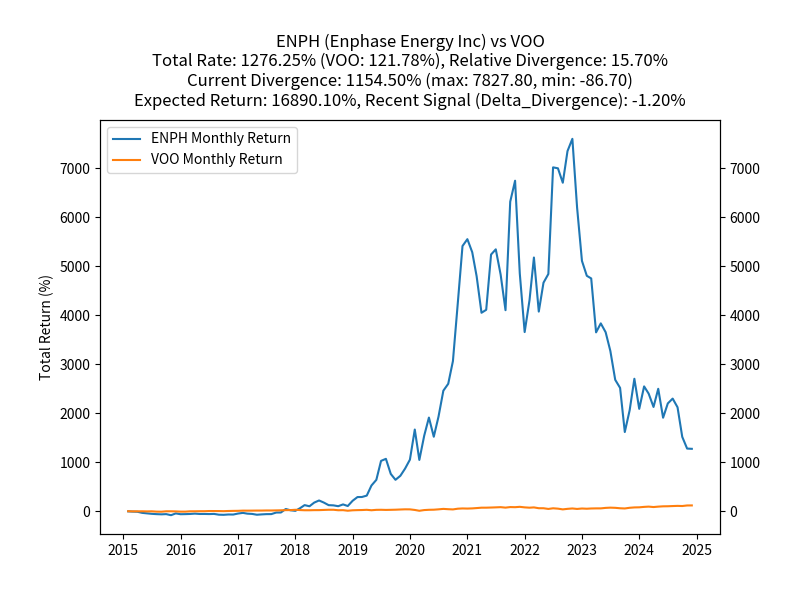 ENPH (Enphase Energy Inc) vs VOO
Total Rate: 1276.25% (VOO: 121.78%), Relative Divergence: 15.70%
Current Divergence: 1154.50% (max: 7827.80, min: -86.70)
Expected Return: 16890.10%, Recent Signal (Delta_Divergence): -1.20%
ENPH Monthly Return
VOO Monthly Return
Total Return (%)
7000
6000
5000
4000
3000
2000
1000
0
7000
6000
5000
4000
3000
2000
1000
0
2015 2016 2017 2018 2019 2020 2021 2022 2023 2024 2025